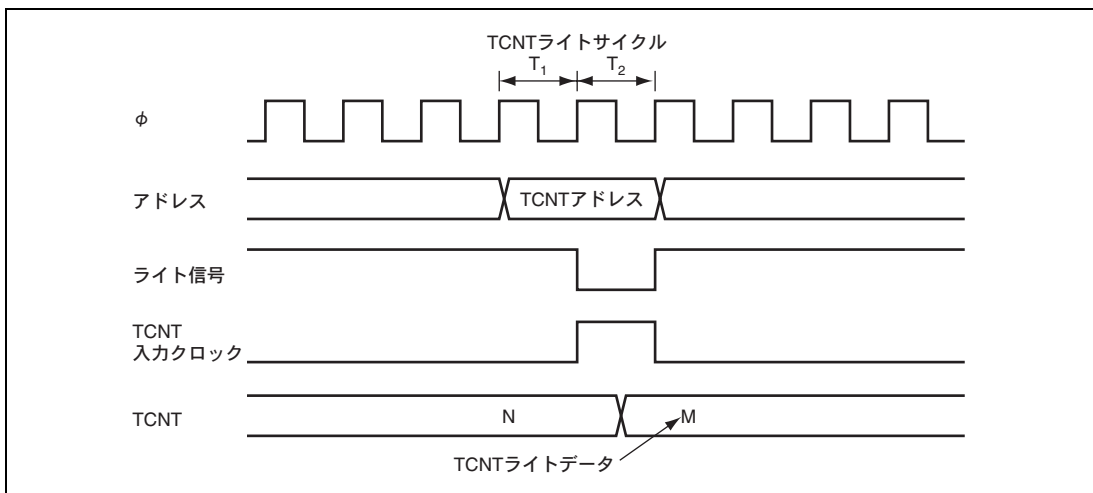 TCNTライトサイクル
T1 T2
φ
アドレス
TCNTアドレス
ライト信号
TCNT
入力クロック
TCNT
N
M
TCNTライトデータ